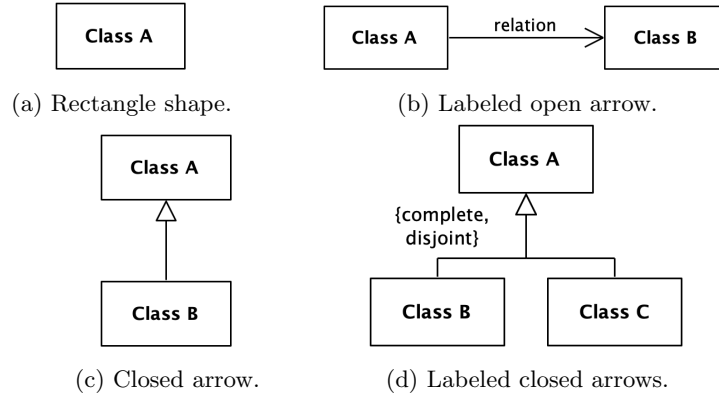 Class A
Class A
relation
Class B
(a) Rectangle shape.
(b) Labeled open arrow.
Class A
Class B
(c) Closed arrow.
Class A
{complete,
disjoint}
Class B
Class C
(d) Labeled closed arrows.